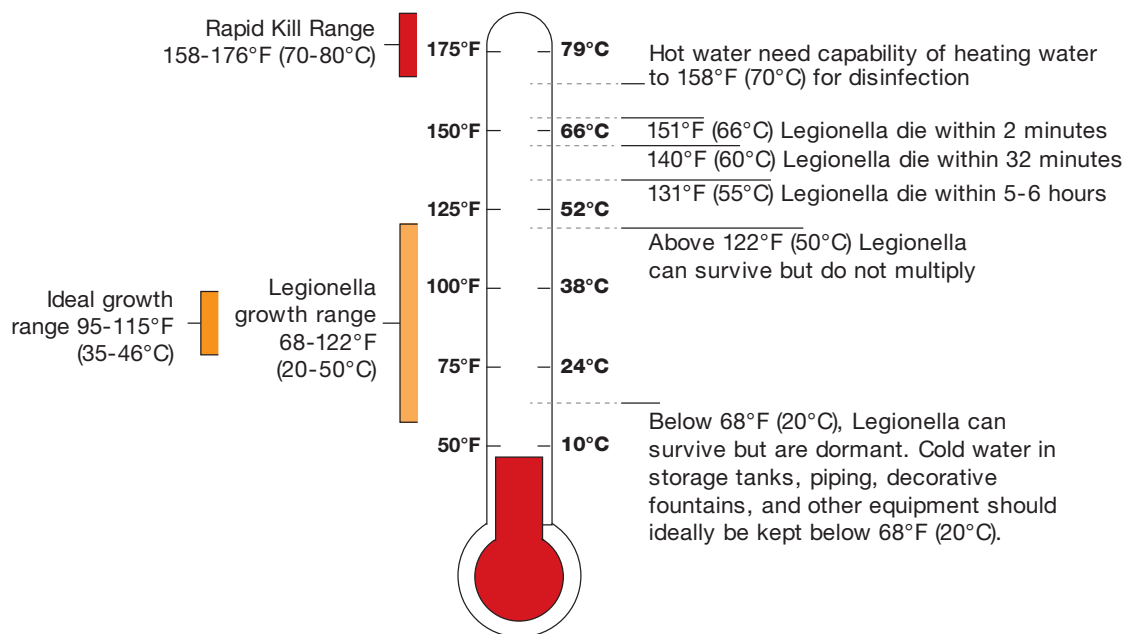 Rapid Kill Range
158-176°F (70-80°C)
Ideal growth
range 95-115°F
(35-46°C)
Legionella
growth range
68-122°F
(20-50°C)
175°F 79°C
150°F 66°C
125°F 52°C
100°F 38°C
75°F 24°C
50°F 10°C
Hot water need capability of heating water
to 158°F (70°C) for disinfection
151°F (66°C) Legionella die within 2 minutes
140°F (60°C) Legionella die within 32 minutes
131°F (55°C) Legionella die within 5-6 hours
Above 122°F (50°C) Legionella
can survive but do not multiply
Below 68°F (20°C), Legionella can
survive but are dormant. Cold water in
storage tanks, piping, decorative
fountains, and other equipment should
ideally be kept below 68°F (20°C).